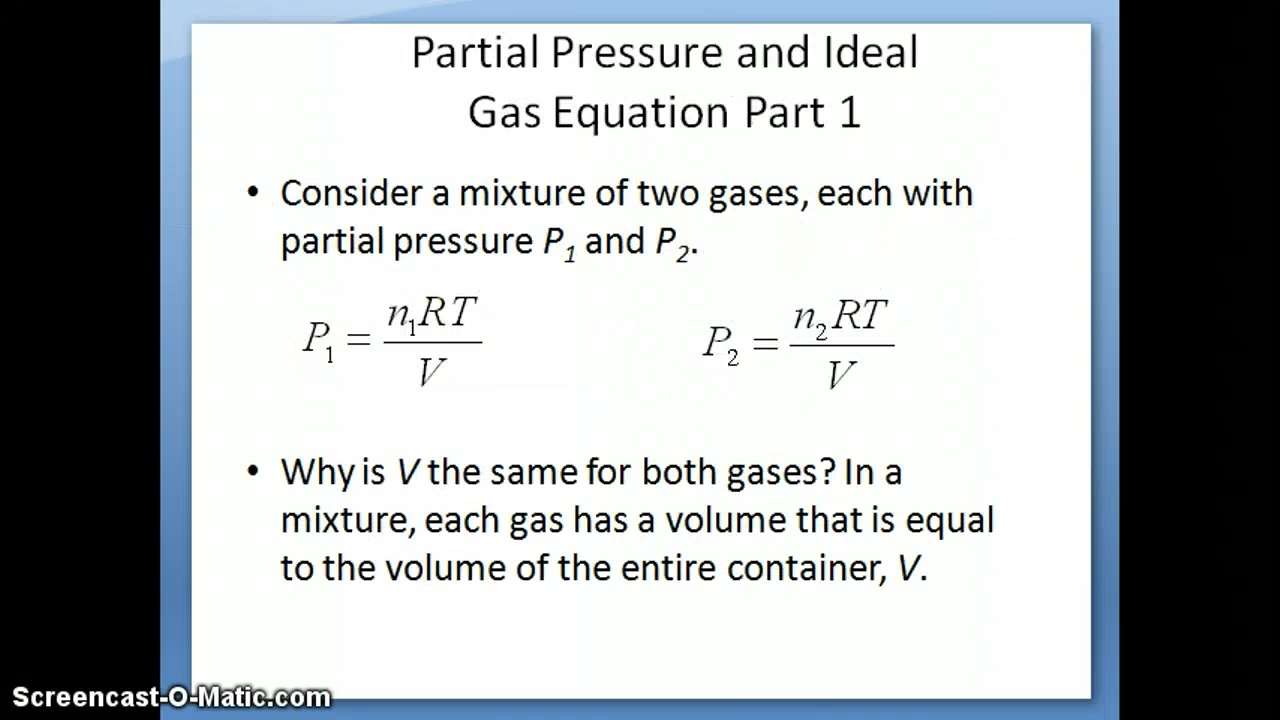 Partial Pressure and Ideal
Gas Equation Part 1
• Consider a mixture of two gases, each with
partial pressure P₁ and P₂.
P₁ = n₁RT / V
P₂ = n₂RT / V
• Why is V the same for both gases? In a
mixture, each gas has a volume that is equal
to the volume of the entire container, V.
Screencast-O-Matic.com